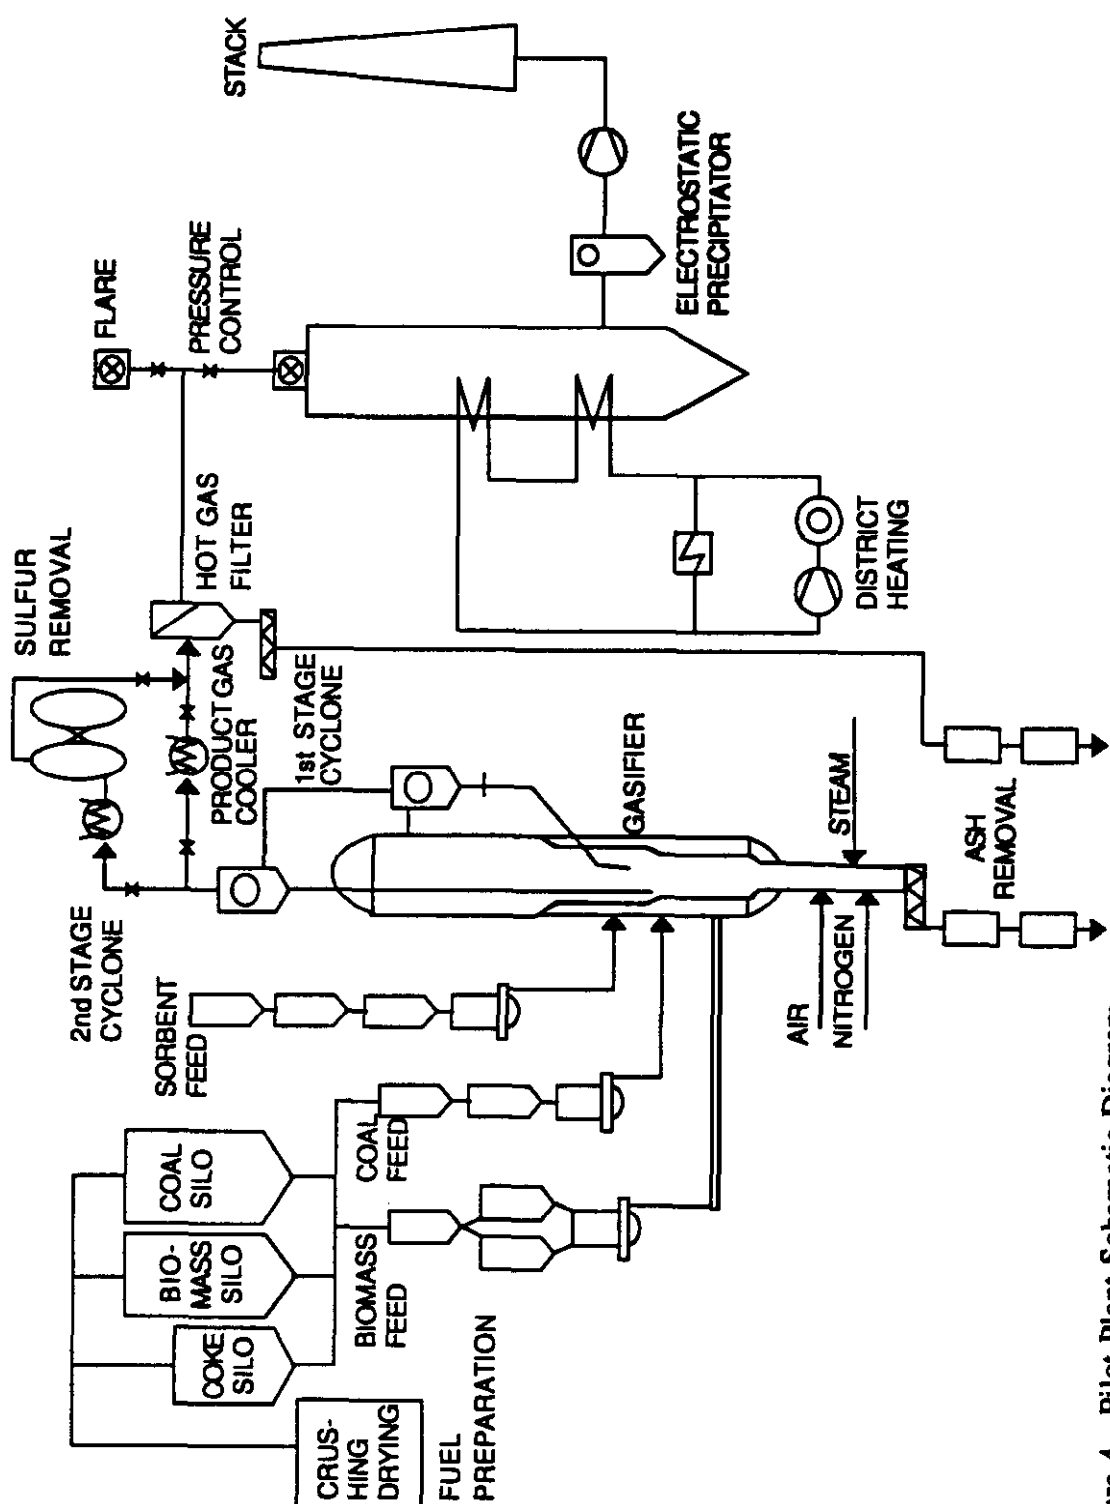 CRUS-
HING
DRYING
FUEL
PREPARATION
COKE
SILO
BIO-
MASS
SILO
COAL
SILO
BIOMASS
FEED
COAL
FEED
SORBENT
FEED
2nd STAGE
CYCLONE
PRODUCT GAS
COOLER
SULFUR
REMOVAL
HOT GAS
FILTER
1st STAGE
CYCLONE
GASIFIER
AIR
NITROGEN
STEAM
ASH
REMOVAL
FLARE
PRESSURE
CONTROL
DISTRICT
HEATING
ELECTROSTATIC
PRECIPITATOR
STACK
4. Pilot Plant Schematic Diagram